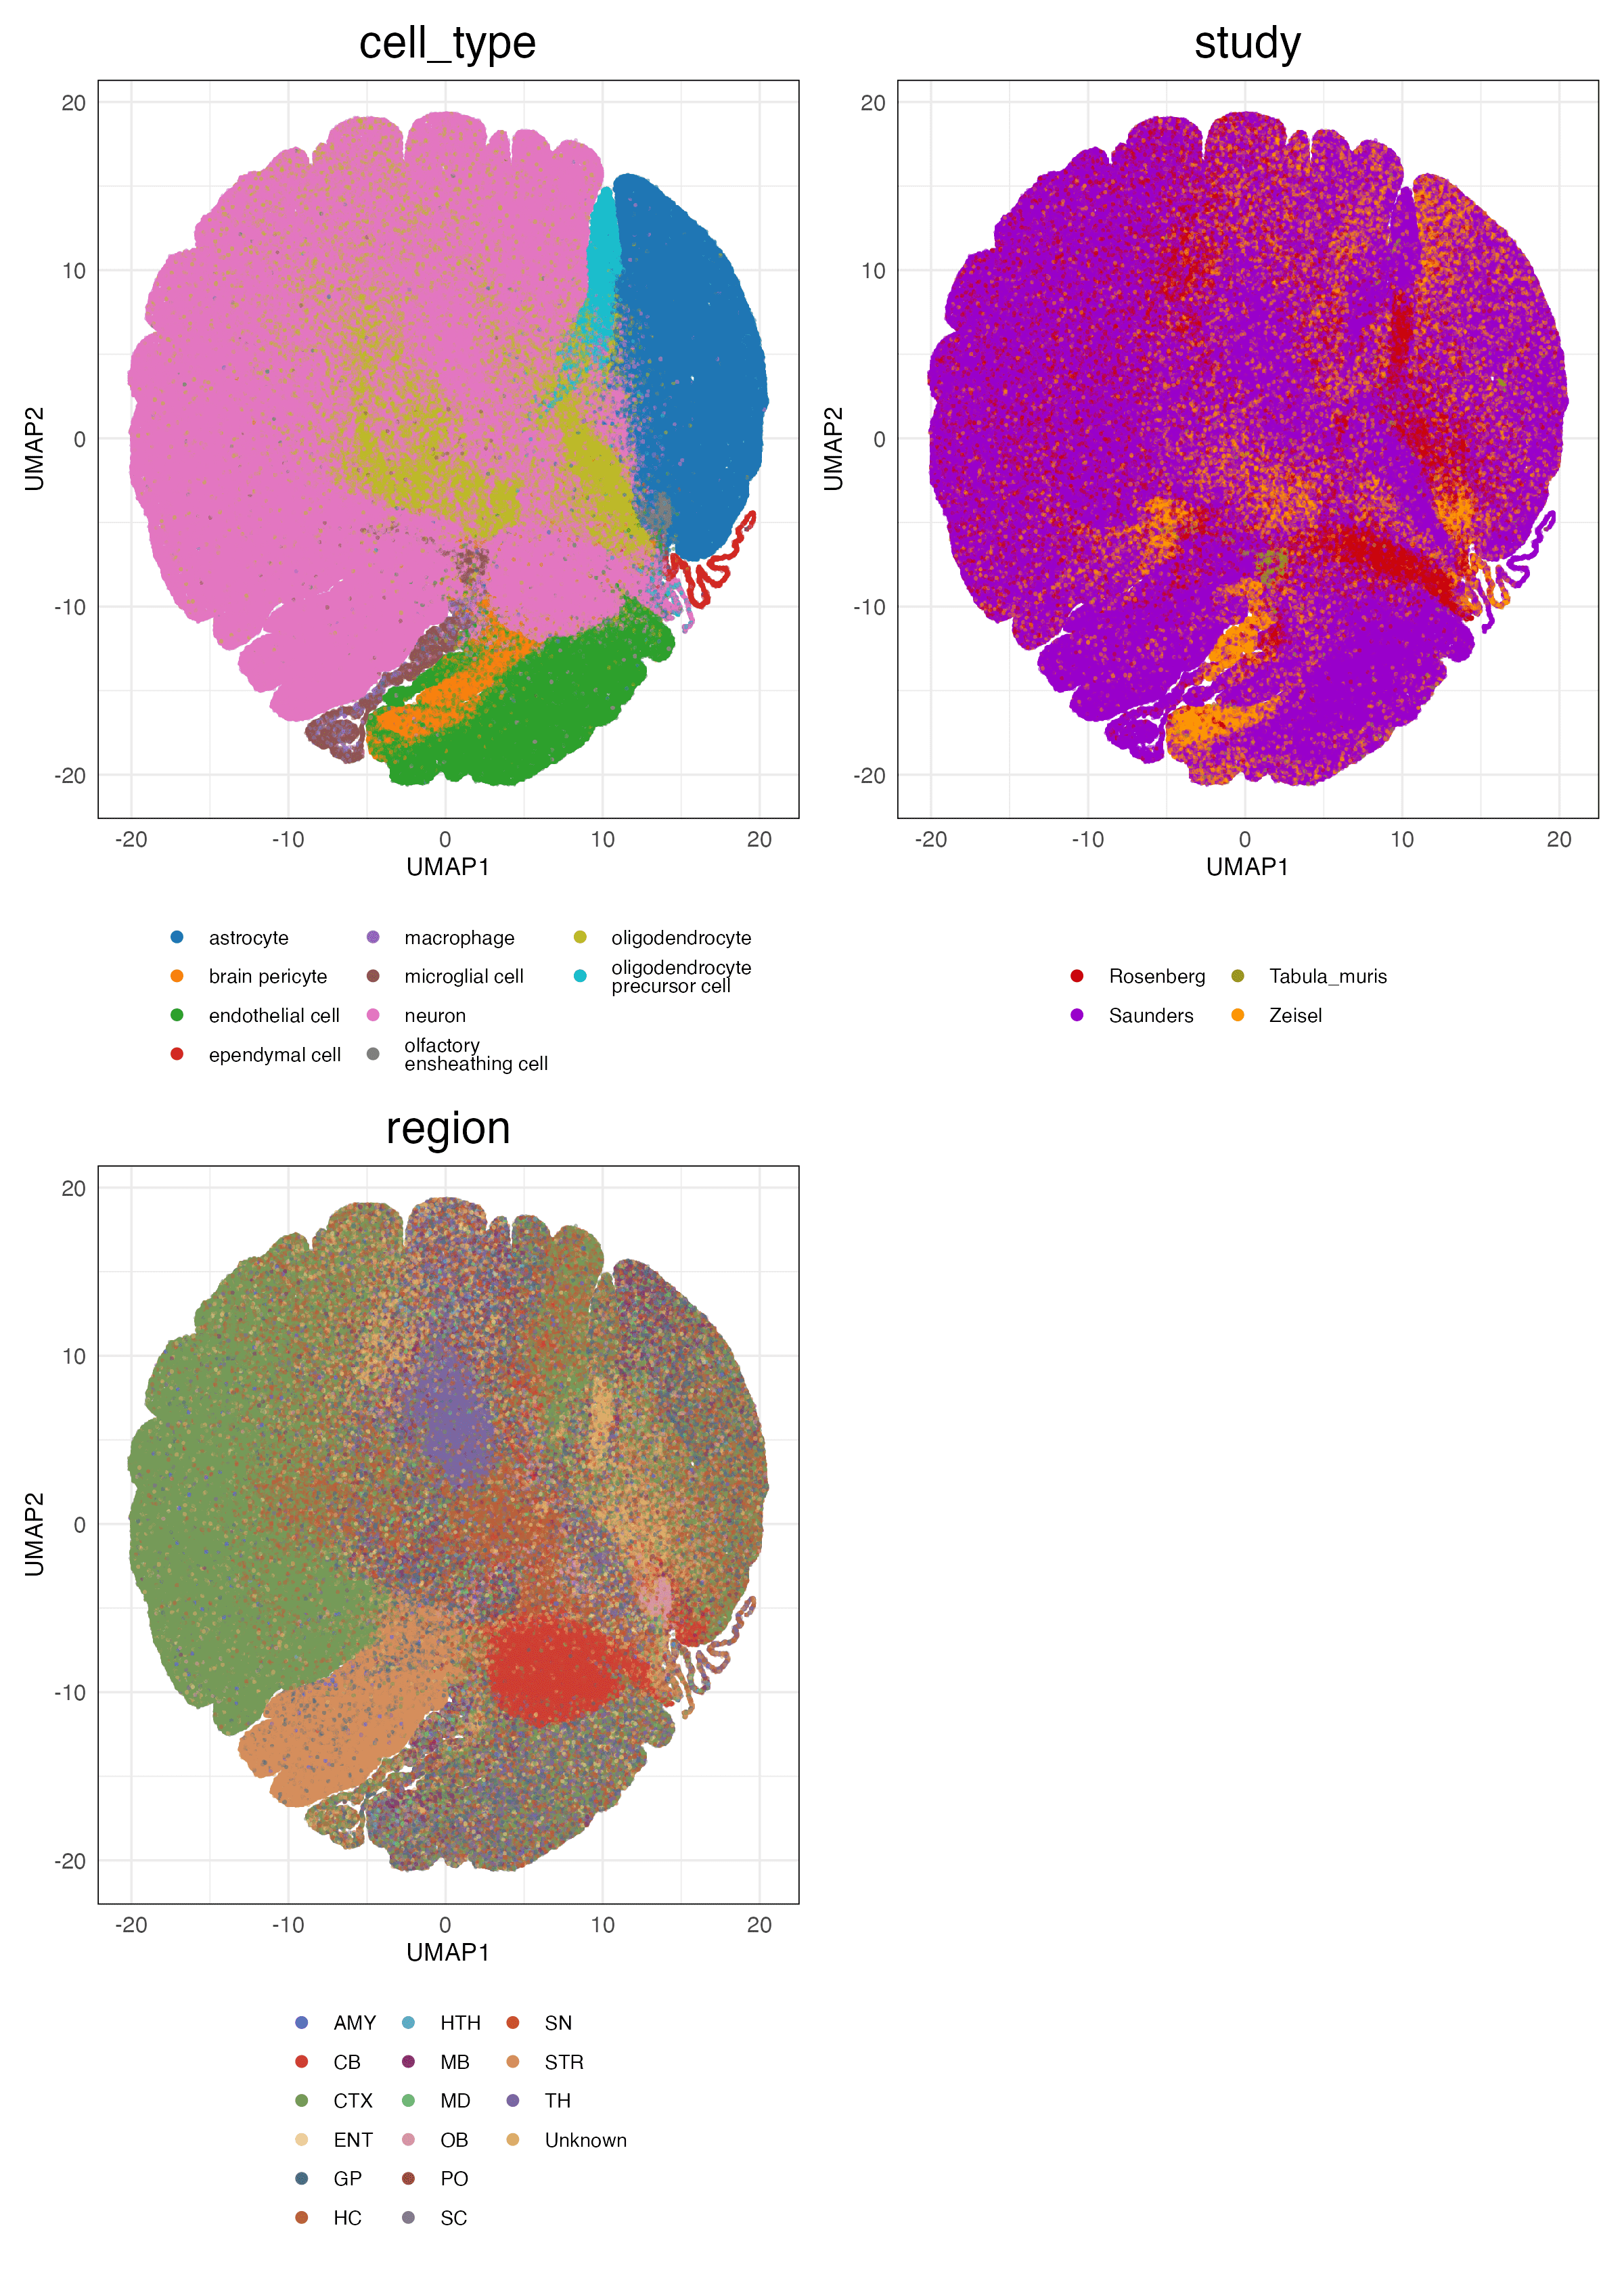 cell_type
study
20
10
0
-10
-20
UMAP2
-20 -10 0 10 20
UMAP1
20
10
0
-10
-20
UMAP2
-20 -10 0 10 20
UMAP1
astrocyte
brain pericyte
endothelial cell
ependymal cell
macrophage
microglial cell
neuron
olfactory
ensheathing cell
oligodendrocyte
oligodendrocyte
precursor cell
Rosenberg
Saunders
Tabula_muris
Zeisel
region
20
10
0
-10
-20
UMAP2
-20 -10 0 10 20
UMAP1
AMY
CB
CTX
ENT
GP
HC
HTH
MB
MD
OB
PO
SC
SN
STR
TH
Unknown